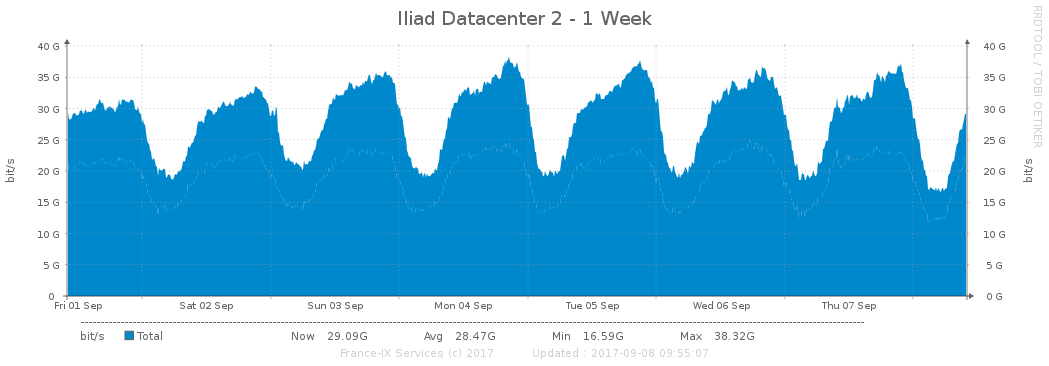 Iliad Datacenter 2 - 1 Week
RRDTOOL / TOBI OETIKER
40 G 40 G
35 G 35 G
30 G 30 G
25 G 25 G
20 G 20 G
15 G 15 G
10 G 10 G
5 G 5 G
0 0 G
bit/s bit/s
Fri 01 Sep Sat 02 Sep Sun 03 Sep Mon 04 Sep Tue 05 Sep Wed 06 Sep Thu 07 Sep
bit/s Total Now 29.09G Avg 28.47G Min 16.59G Max 38.32G
France-IX Services (c) 2017 Updated : 2017-09-08 09:55:07